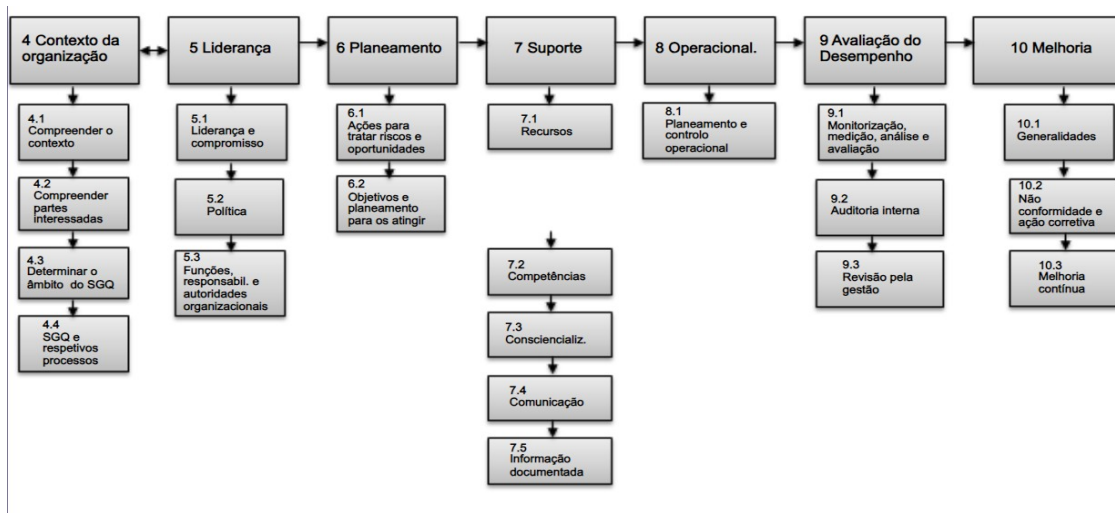 4 Contexto da
organização
5 Liderança
6 Planeamento
7 Suporte
8 Operacional.
9 Avaliação do
Desempenho
10 Melhoria
4.1
Compreender o
contexto
4.2
Compreender
partes
interessadas
4.3
Determinar o
âmbito do SGQ
4.4
SGQ e
respetivos
processos
5.1
Liderança e
compromisso
5.2
Política
5.3
Funções,
responsabil. e
autoridades
organizacionais
6.1
Ações para
tratar riscos e
oportunidades
6.2
Objetivos e
planeamento
para os atingir
7.1
Recursos
7.2
Competências
7.3
Consciencializ.
7.4
Comunicação
7.5
Informação
documentada
8.1
Planeamento e
controlo
operacional
9.1
Monitorização,
medição, análise e
avaliação
9.2
Auditoria interna
9.3
Revisão pela
gestão
10.1
Generalidades
10.2
Não
conformidade e
ação corretiva
10.3
Melhoria
contínua